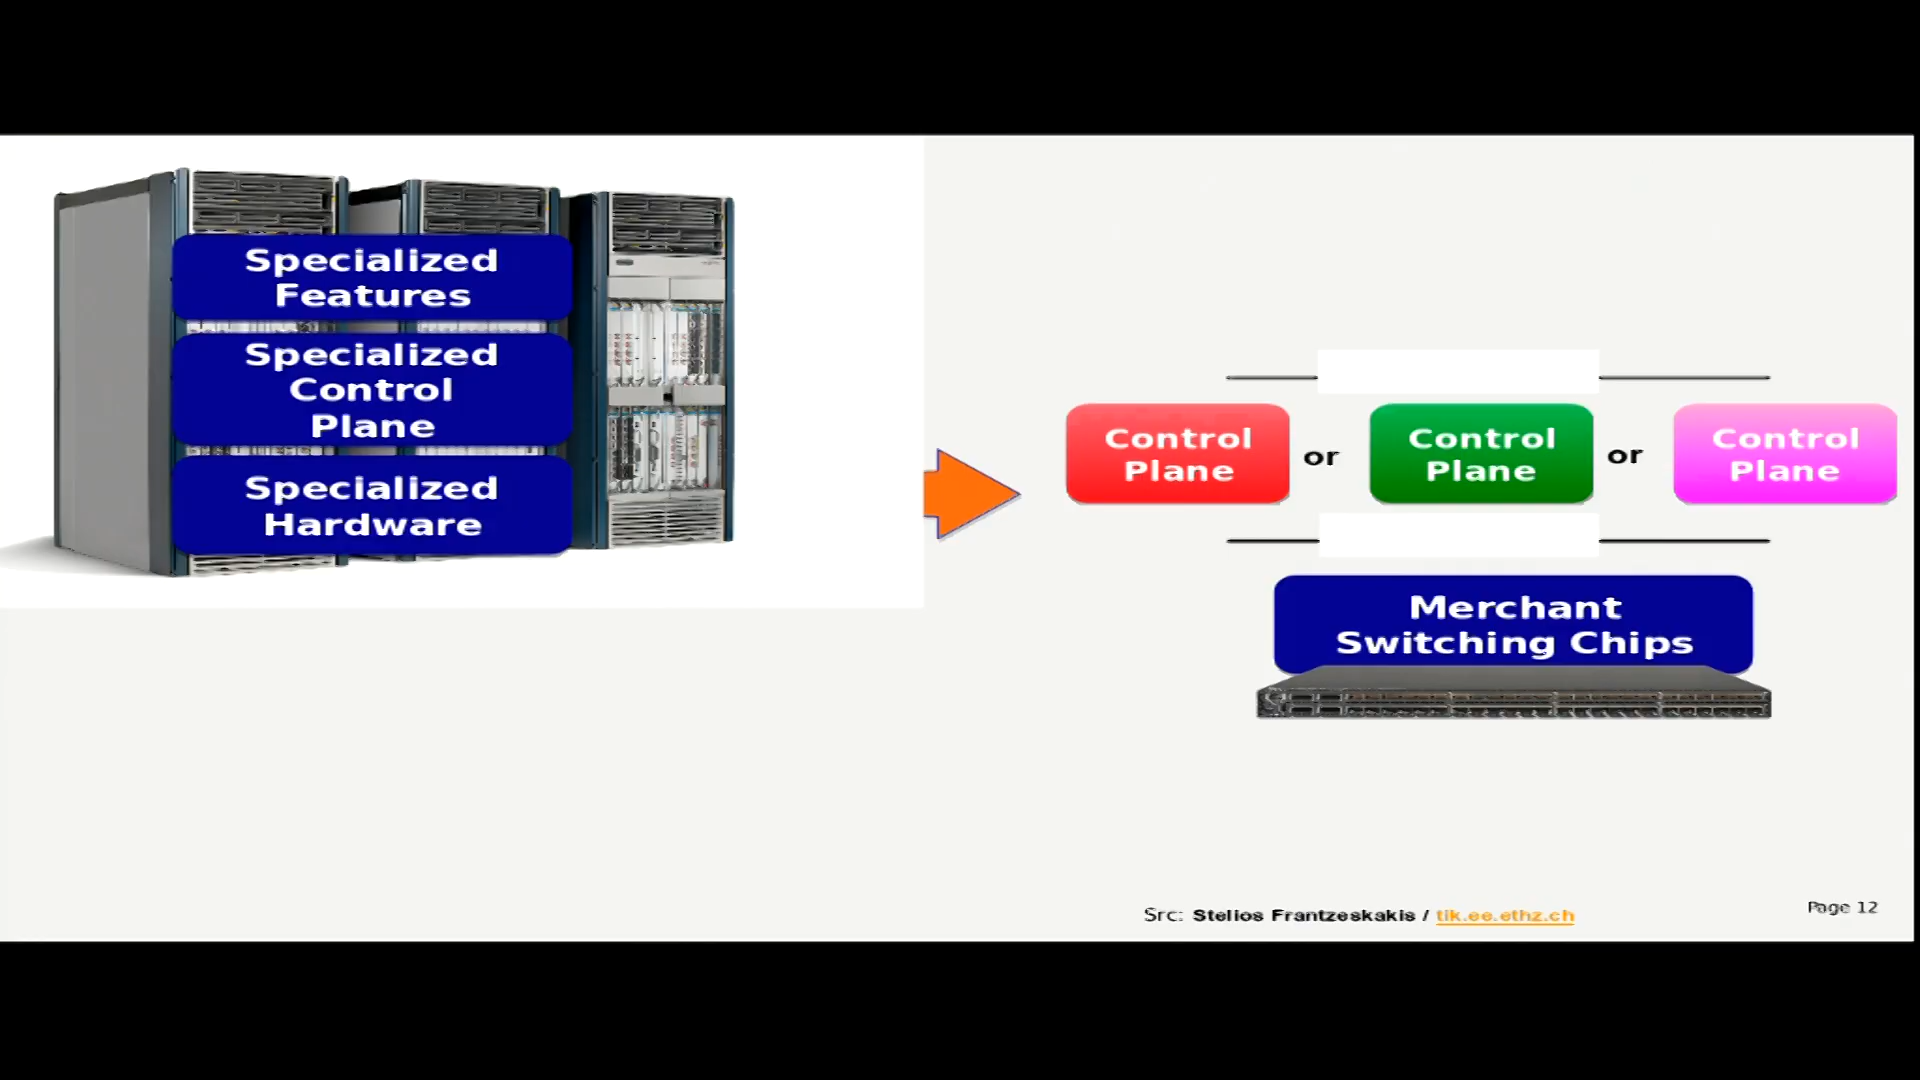 Specialized
Features
Specialized
Control
Plane
Specialized
Hardware
Control
Plane
or
Control
Plane
or
Control
Plane
Merchant
Switching Chips
Src: Stelios Frantzeskakis / tik.ee.ethz.ch
Page 12